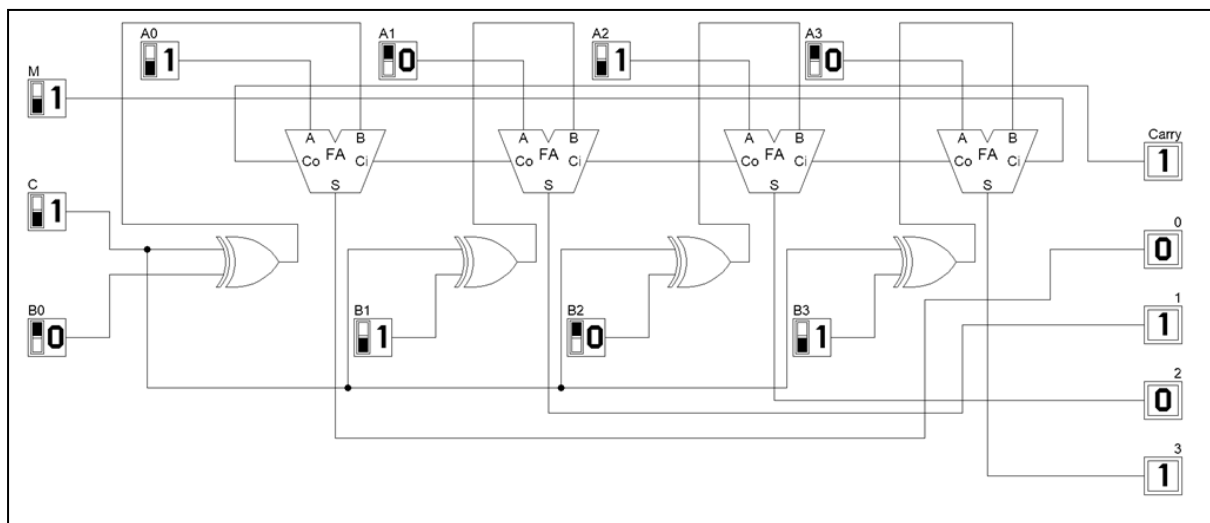 A0 1
A1 0
A2 1
A3 0
M 1
A B
Co FA Ci
S
A B
Co FA Ci
S
A B
Co FA Ci
S
A B
Co FA Ci
S
Carry
1
C 1
0
0
B0 0
B1 1
B2 0
B3 1
1
1
2
0
3
1